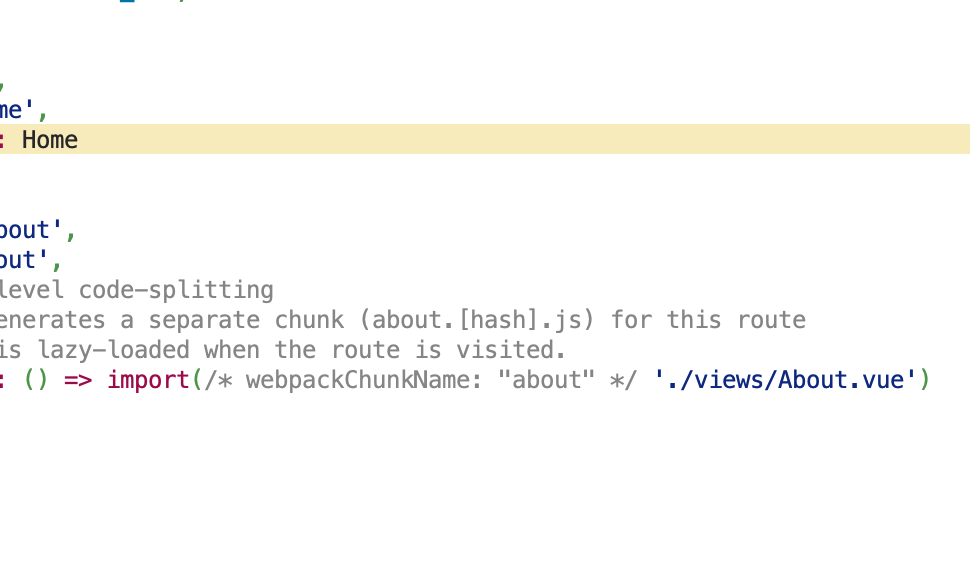 ,
me',
: Home
bout',
out',
level code-splitting
enerates a separate chunk (about.[hash].js) for this route
is lazy-loaded when the route is visited.
: () => import(/* webpackChunkName: "about" */ './views/About.vue')